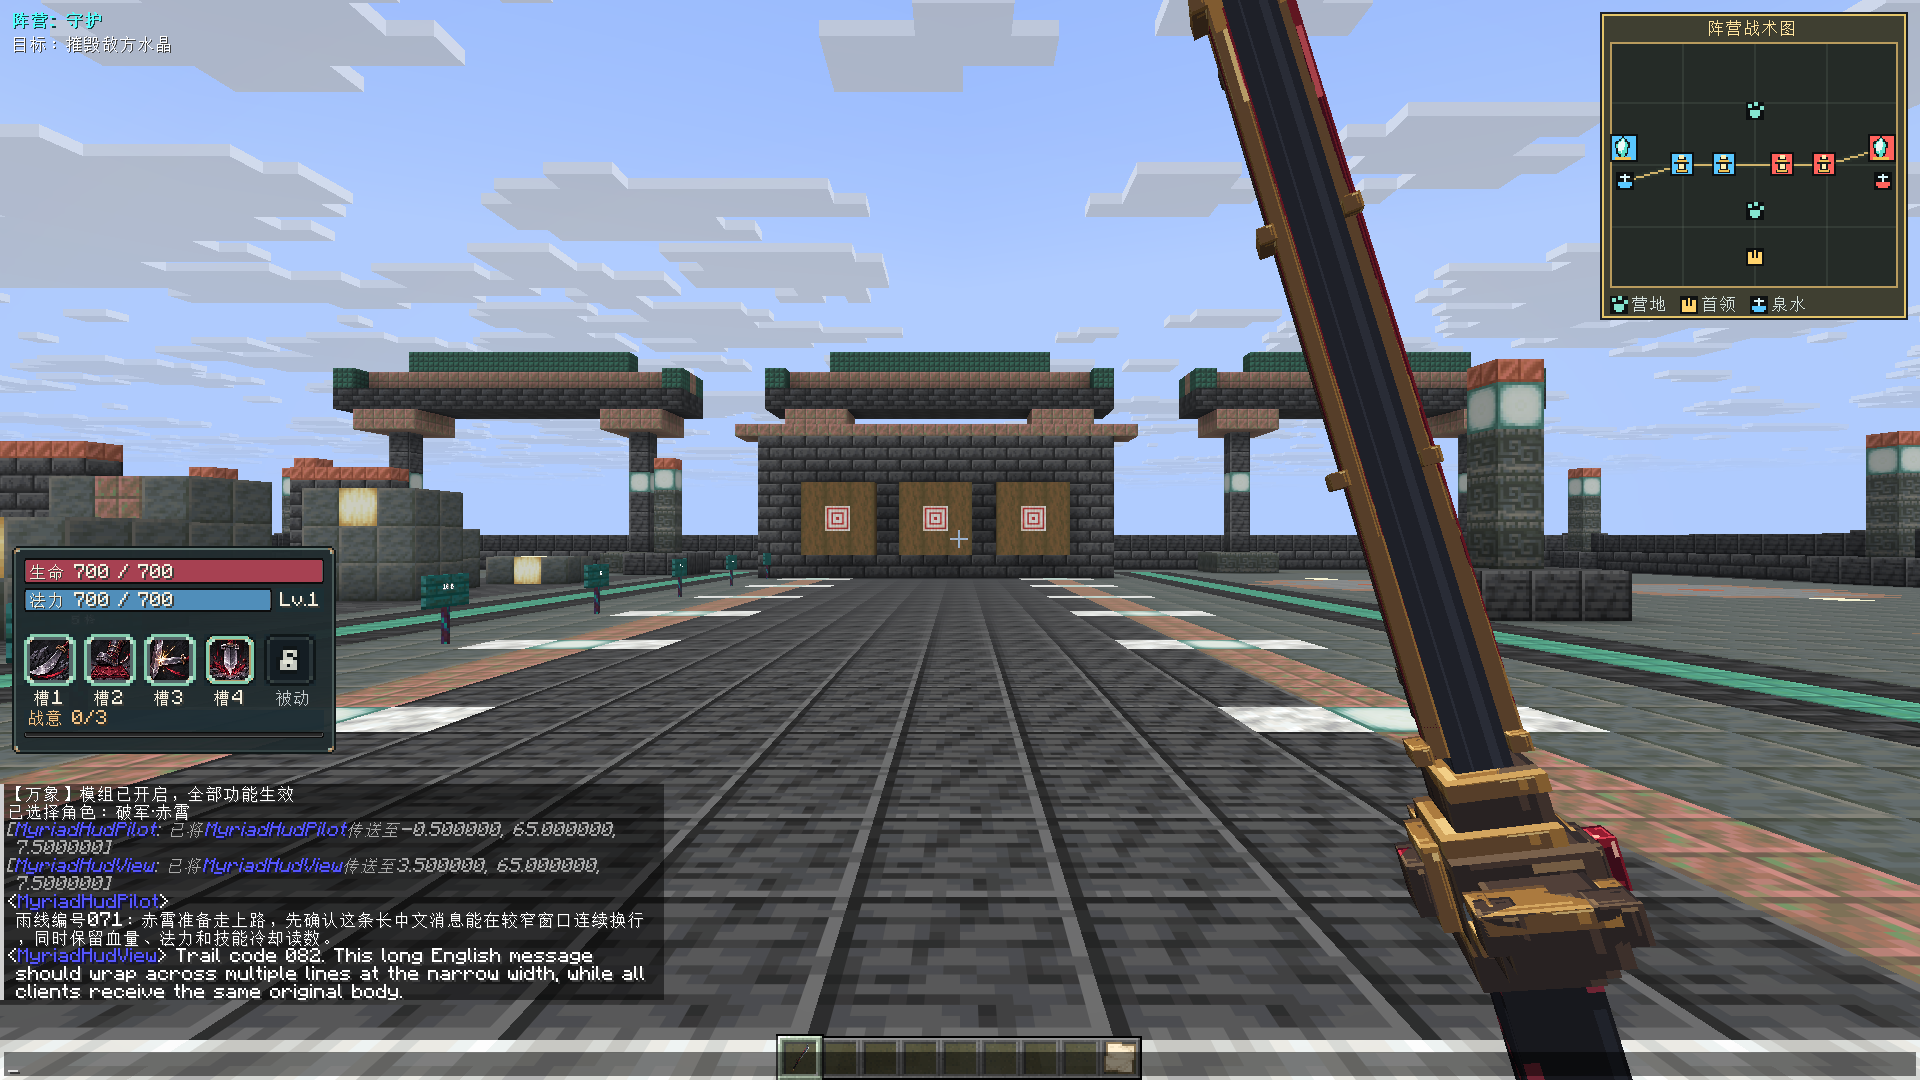 阵营: 守护
目标：摧毁敌方水晶
阵营战术图
营地 首领 泉水
生命 700 / 700
法力 700 / 700 Lv.1
槽1 槽2 槽3 槽4 被动
战意 0/3
【万象】模组已开启，全部功能生效
已选择角色：破军·赤霄
[MyriadHudPilot: 已将MyriadHudPilot传送至-0.500000, 65.000000,
7.500000]
[MyriadHudView: 已将MyriadHudView传送至3.500000, 65.000000,
7.500000]
<MyriadHudPilot>
雨线编号071：赤霄准备走上路，先确认这条长中文消息能在较窄窗口连续换行
，同时保留血量、法力和技能冷却读数。
<MyriadHudView> Trail code 082. This long English message
should wrap across multiple lines at the narrow width, while all
clients receive the same original body.